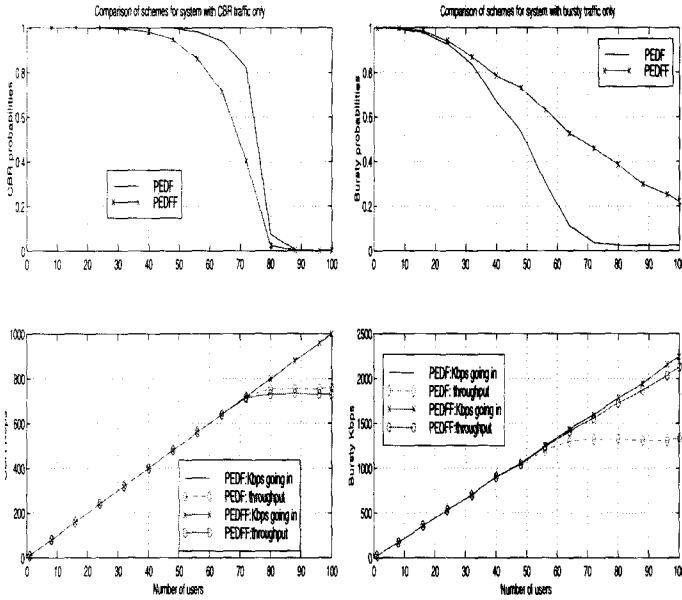 Comparison of schemes for system with CBR traffic only
CBR probabilities
1
0.8
0.6
0.4
0.2
0
PEDF
PEDFF
0 10 20 30 40 50 60 70 80 90 100
Comparison of schemes for system with bursty traffic only
Bursty probabilities
1
0.8
0.6
0.4
0.2
0
PEDF
PEDFF
0 10 20 30 40 50 60 70 80 90 100
1000
800
600
400
200
0
PEDF:Kbps going in
PEDF:throughput
PEDFF:Kbps going in
PEDFF:throughput
0 10 20 30 40 50 60 70 80 90 100
Number of users
Bursty Kbps
2500
2000
1500
1000
500
0
PEDF:Kbps going in
PEDF: throughput
PEDFF:Kbps going in
PEDFF:throughput
0 10 20 30 40 50 60 70 80 90 100
Number of users